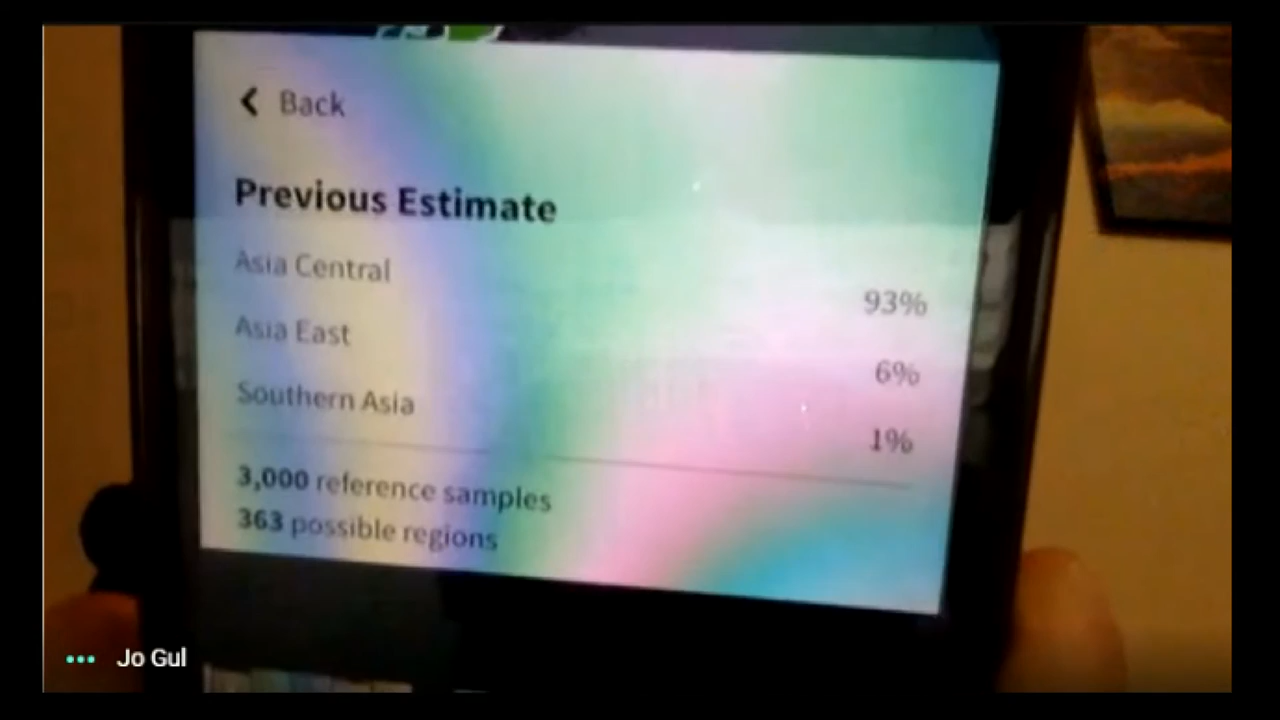 Back
Previous Estimate
Asia Central 93%
Asia East 6%
Southern Asia 1%
3,000 reference samples
363 possible regions
Jo Gul